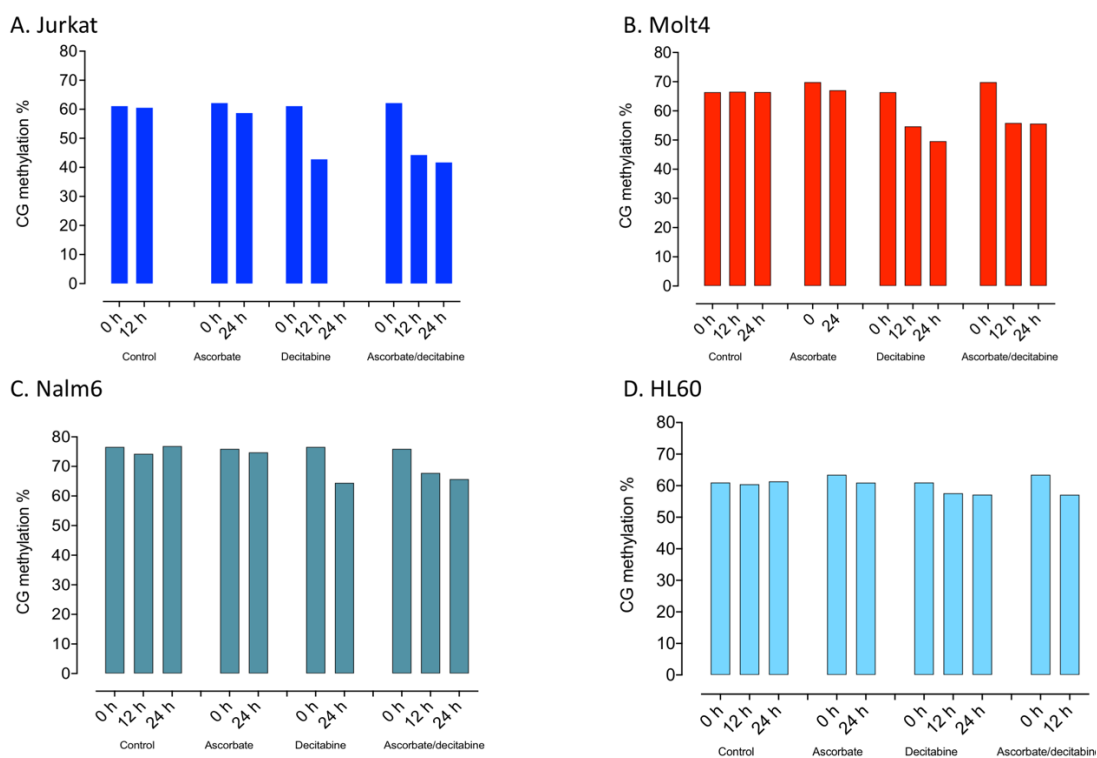 A. Jurkat
CG methylation %
80
70
60
50
40
30
20
10
0
0 h
12 h
0 h
24 h
0 h
12 h
24 h
0 h
12 h
24 h
Control
Ascorbate
Decitabine
Ascorbate/decitabine
B. Molt4
CG methylation %
80
70
60
50
40
30
20
10
0
0 h
12 h
24 h
0
24
0 h
12 h
24 h
0 h
12 h
24 h
Control
Ascorbate
Decitabine
Ascorbate/decitabine
C. Nalm6
CG methylation %
80
70
60
50
40
30
20
10
0
0 h
12 h
24 h
0 h
24 h
0 h
24 h
0 h
12 h
24 h
Control
Ascorbate
Decitabine
Ascorbate/decitabine
D. HL60
CG methylation %
80
70
60
50
40
30
20
10
0
0 h
12 h
24 h
0 h
24 h
0 h
12 h
24 h
0 h
12 h
Control
Ascorbate
Decitabine
Ascorbate/decitabine